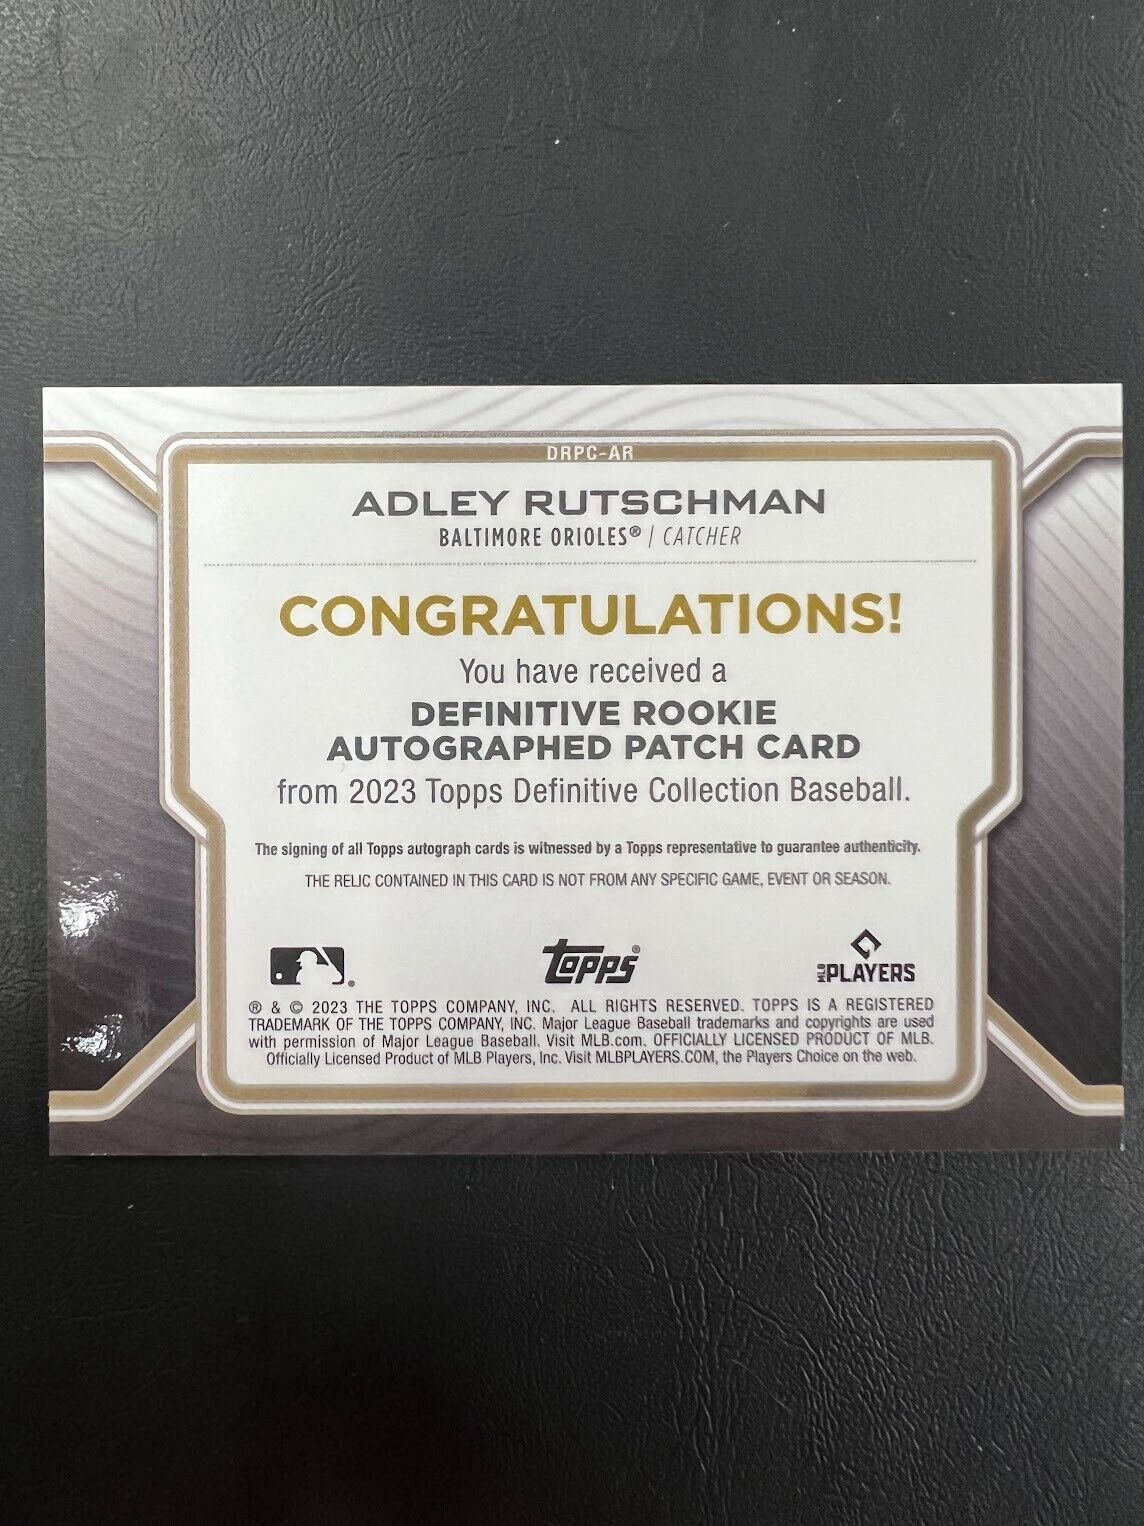 DRPC-AR
ADLEY RUTSCHMAN
BALTIMORE ORIOLES® | CATCHER
CONGRATULATIONS!
You have received a
DEFINITIVE ROOKIE
AUTOGRAPHED PATCH CARD
from 2023 Topps Definitive Collection Baseball.
The signing of all Topps autograph cards is witnessed by a Topps representative to guarantee authenticity.
THE RELIC CONTAINED IN THIS CARD IS NOT FROM ANY SPECIFIC GAME, EVENT OR SEASON.
® topps® MLB PLAYERS
® & © 2023 THE TOPPS COMPANY, INC. ALL RIGHTS RESERVED. TOPPS IS A REGISTERED
TRADEMARK OF THE TOPPS COMPANY, INC. Major League Baseball trademarks and copyrights are used
with permission of Major League Baseball. Visit MLB.com. OFFICIALLY LICENSED PRODUCT OF MLB.
Officially Licensed Product of MLB Players, Inc. Visit MLBPLAYERS.COM, the Players Choice on the web.